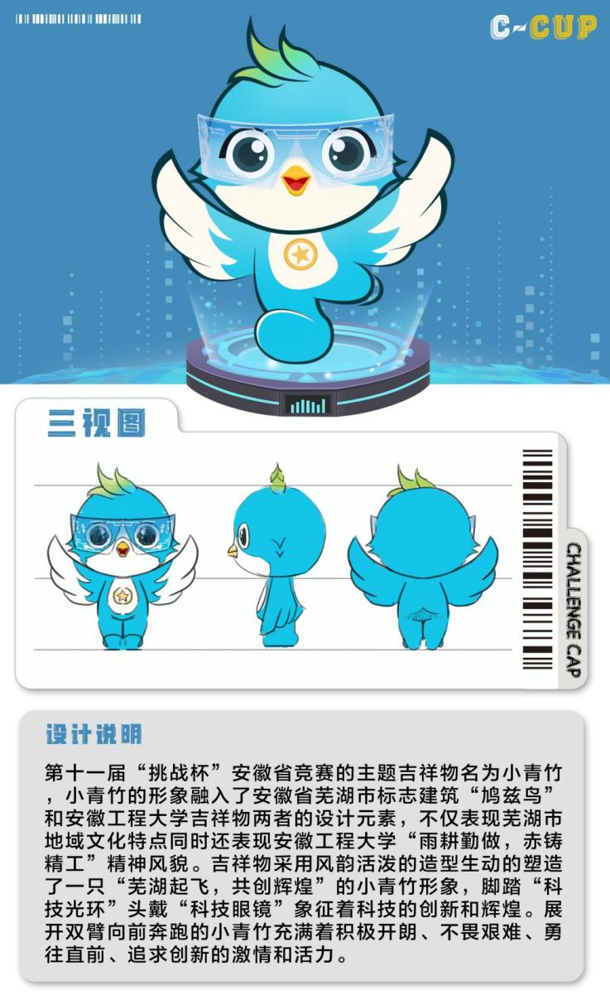 C-CUP
三视图
CHALLENGE CAP
设计说明
第十一届“挑战杯”安徽省竞赛的主题吉祥物名为小青竹
，小青竹的形象融入了安徽省芜湖市标志建筑“鸠兹鸟”
和安徽工程大学吉祥物两者的设计元素，不仅表现芜湖市
地域文化特点同时还表现安徽工程大学“雨耕勤做，赤铸
精工”精神风貌。吉祥物采用风韵活泼的造型生动的塑造
了一只“芜湖起飞，共创辉煌”的小青竹形象，脚踏“科
技光环”头戴“科技眼镜”象征着科技的创新和辉煌。展
开双臂向前奔跑的小青竹充满着积极开朗、不畏艰难、勇
往直前、追求创新的激情和活力。